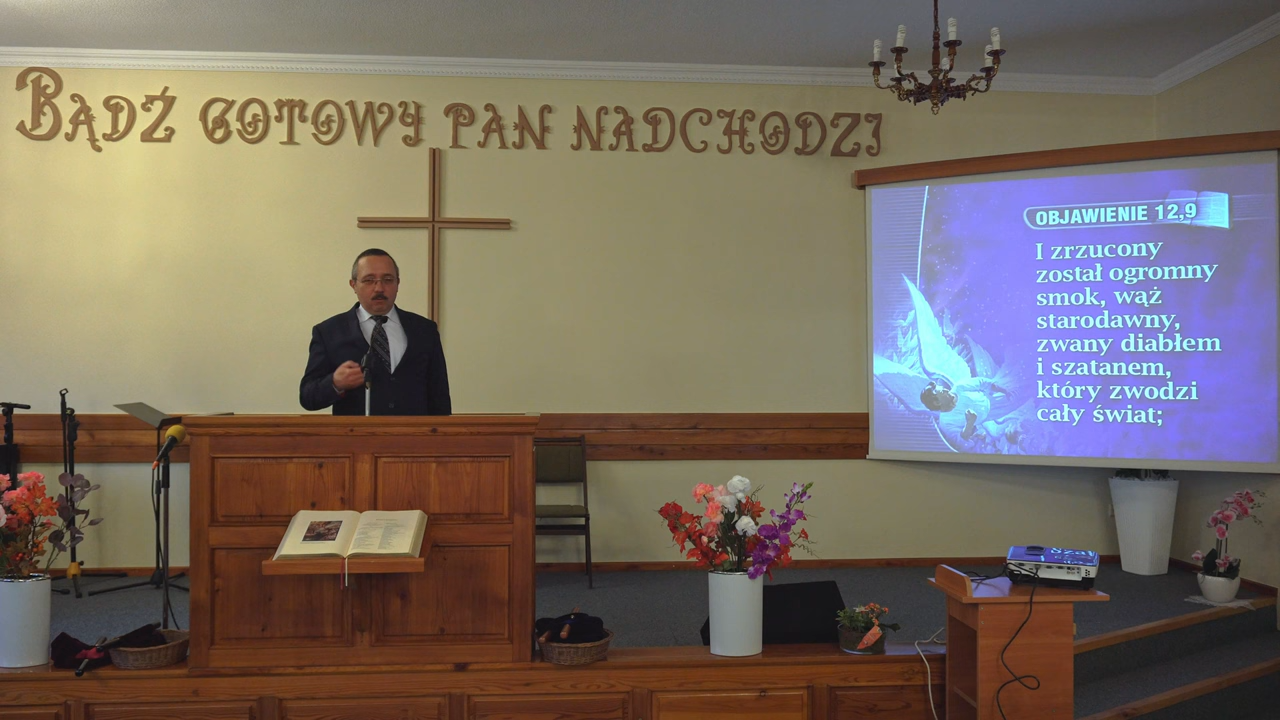 BĄDŹ GOTOWY PAN NADCHODZI
OBJAWIENIE 12,9
I zrzucony
został ogromny
smok, wąż
starodawny,
zwany diabłem
i szatanem,
który zwodzi
cały świat;